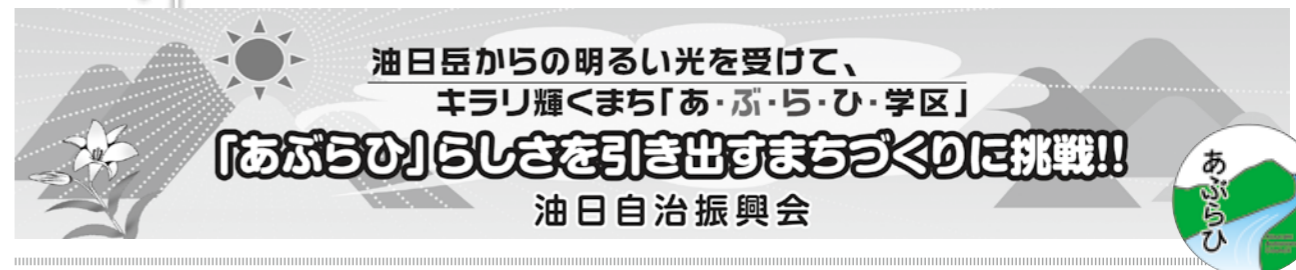 油日岳からの明るい光を受けて、
キラリ輝くまち「あ・ぶ・ら・ひ・学区」
「あぶらひ」らしさを引き出すまちづくりに挑戦!!
油日自治振興会
あぶらひ